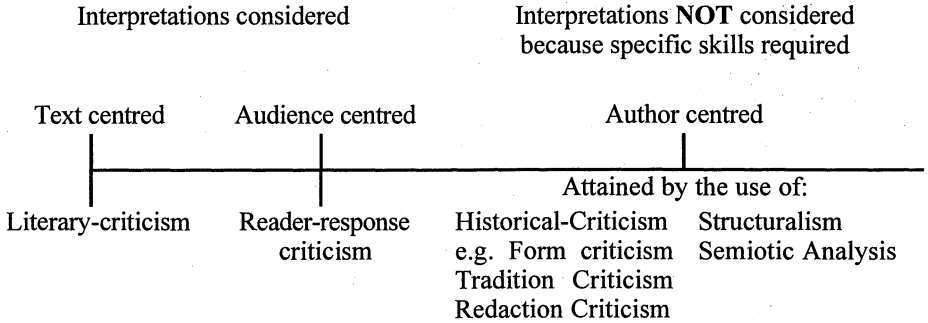 Interpretations considered
Interpretations NOT considered
because specific skills required
Text centred
Audience centred
Author centred
Attained by the use of:
Literary-criticism
Reader-response
criticism
Historical-Criticism
e.g. Form criticism
Tradition Criticism
Redaction Criticism
Structuralism
Semiotic Analysis